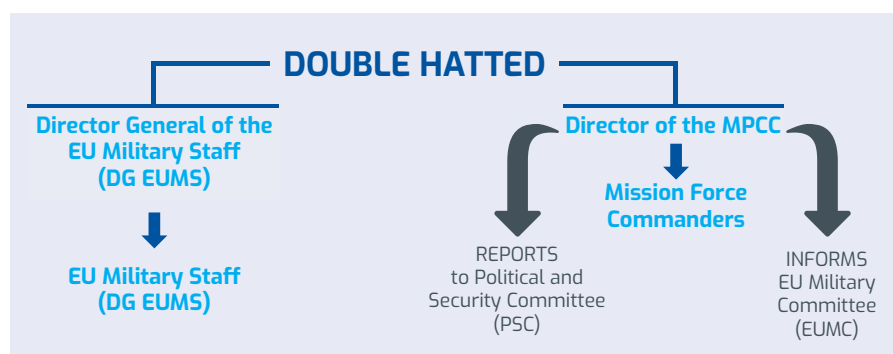 DOUBLE HATTED
Director General of the
EU Military Staff
(DG EUMS)
EU Military Staff
(DG EUMS)
Director of the MPCC
Mission Force
Commanders
REPORTS
to Political and
Security Committee
(PSC)
INFORMS
EU Military
Committee
(EUMC)